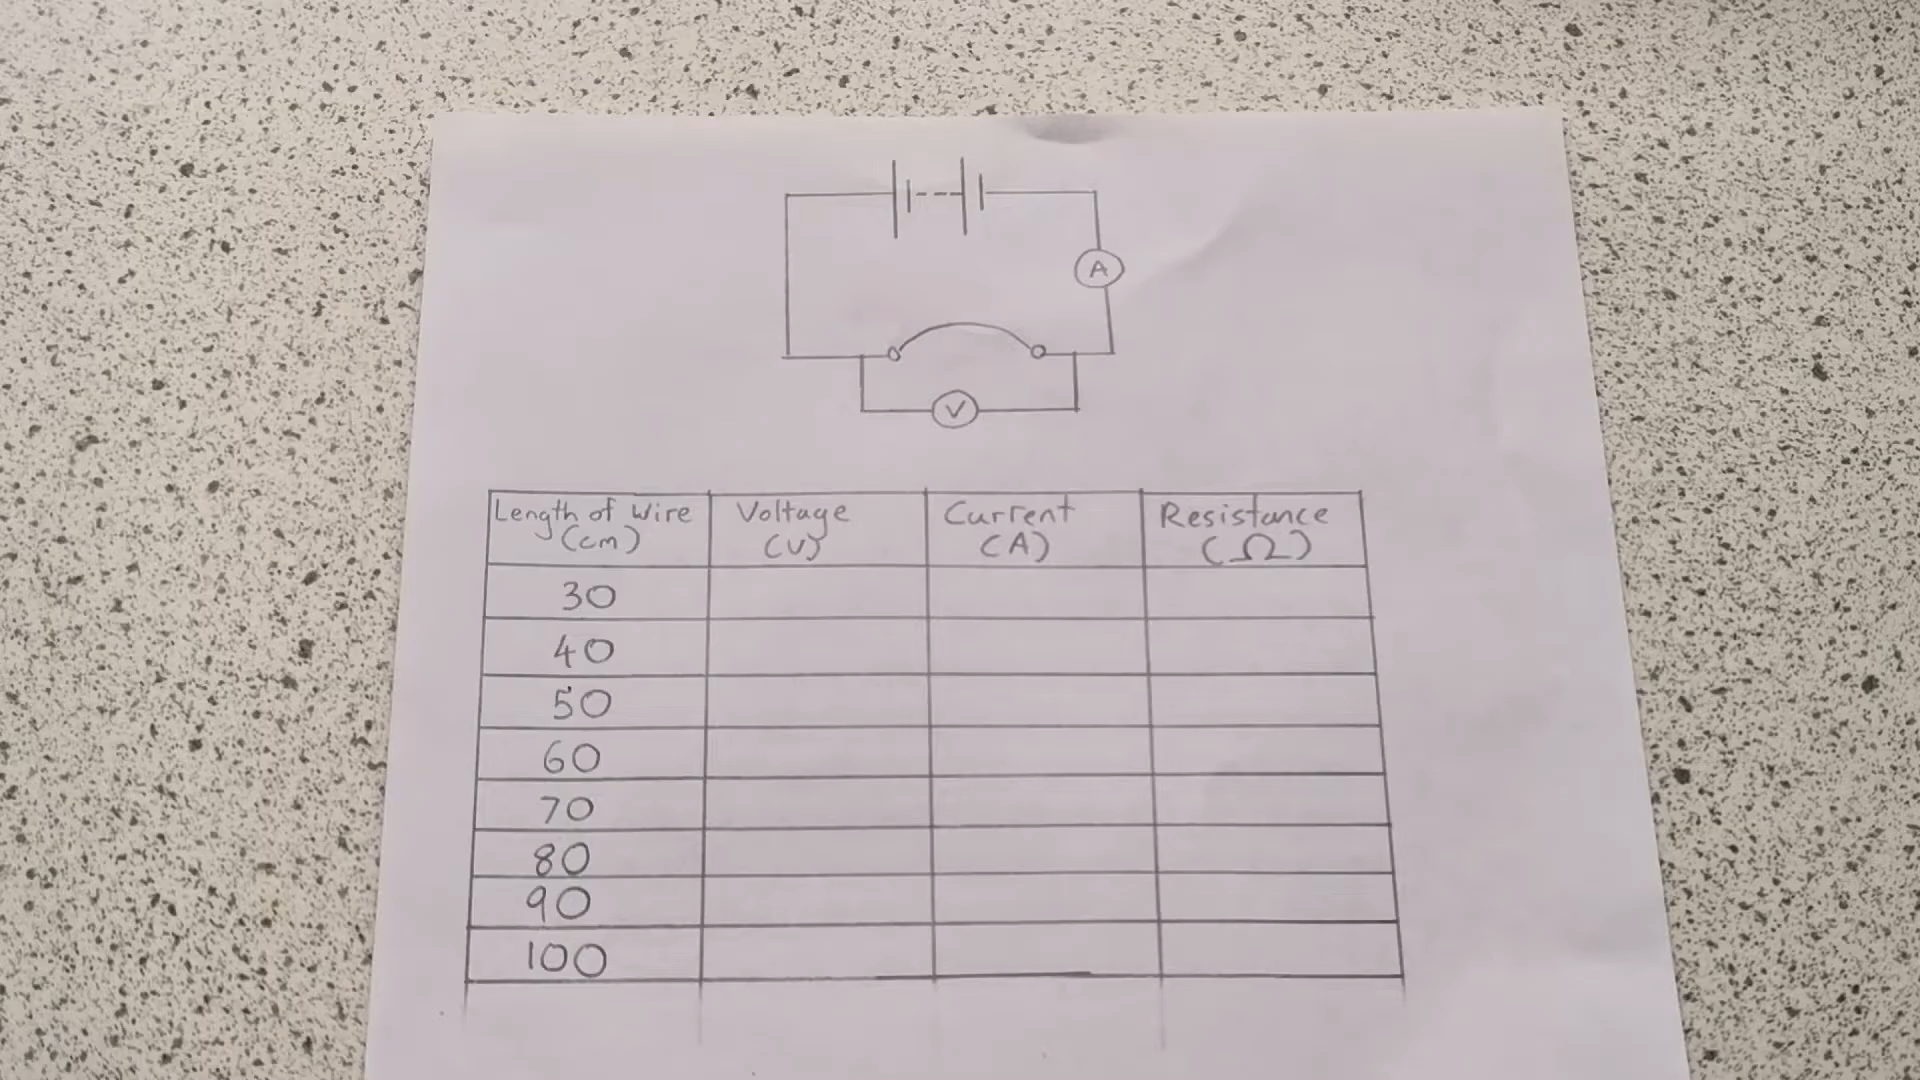 A
V
Length of Wire Voltage Current Resistance
(cm) (V) (A) (Ω)
30
40
50
60
70
80
90
100